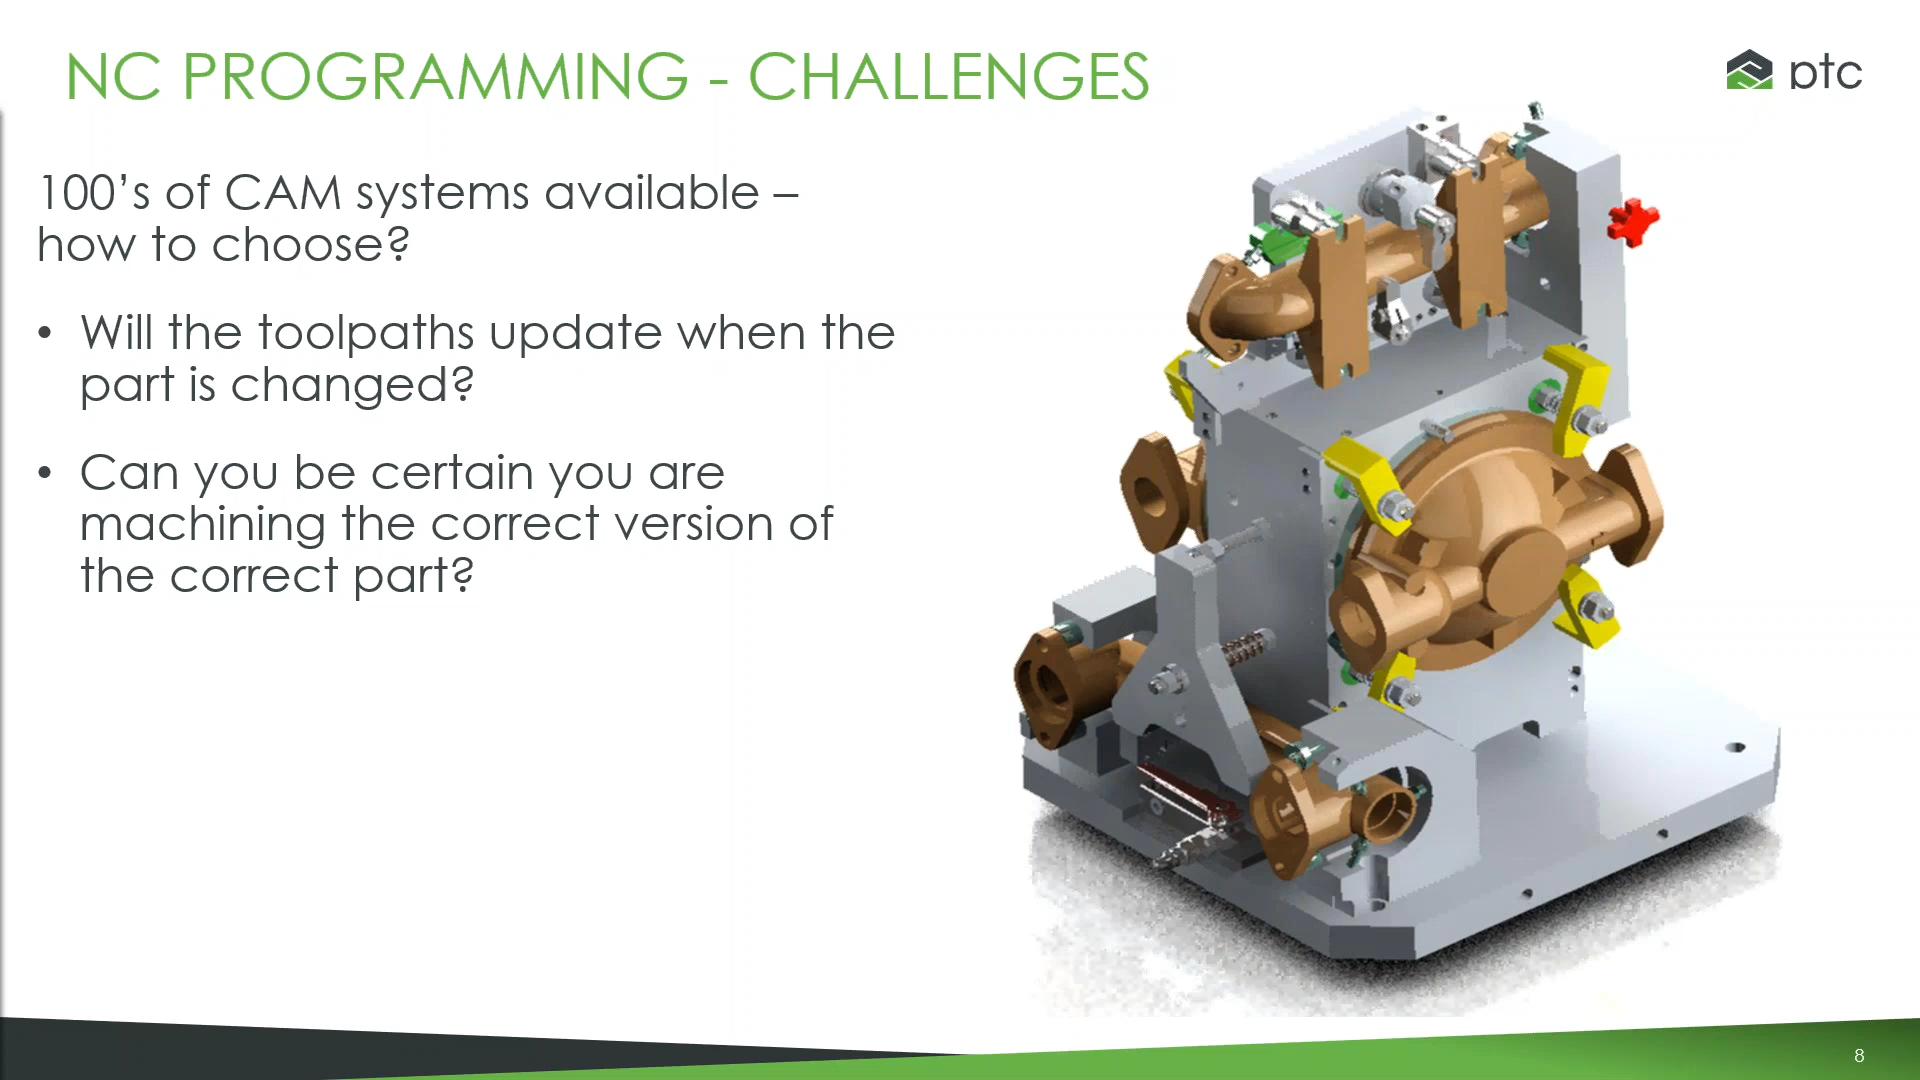 NC PROGRAMMING - CHALLENGES
ptc
100’s of CAM systems available –
how to choose?
• Will the toolpaths update when the
part is changed?
• Can you be certain you are
machining the correct version of
the correct part?
8